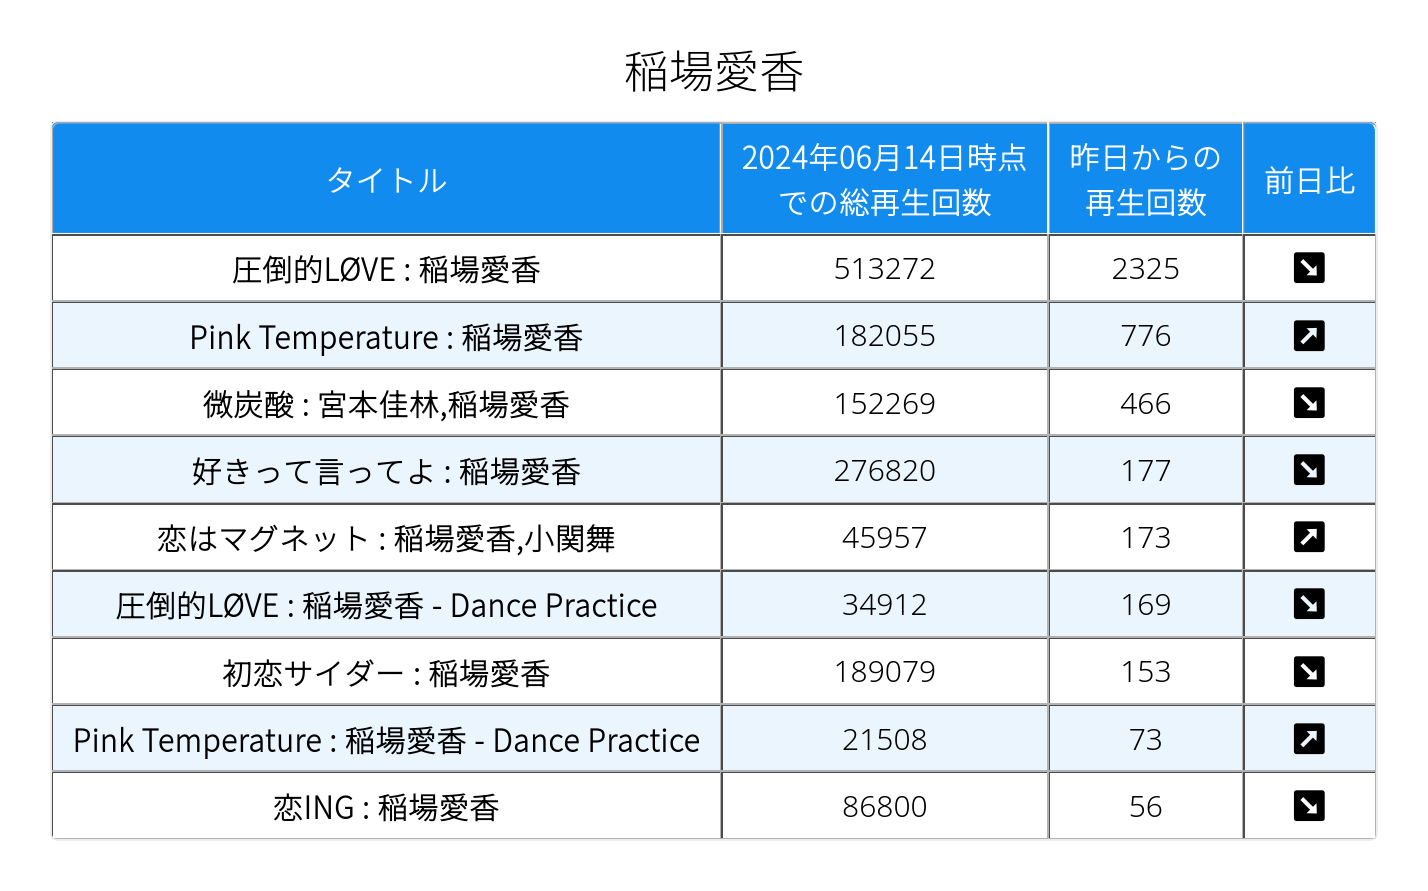 稲場愛香
タイトル
2024年06月14日時点
での総再生回数
昨日からの
再生回数
前日比
圧倒的LØVE : 稲場愛香 513272 2325
Pink Temperature : 稲場愛香 182055 776
微炭酸 : 宮本佳林,稲場愛香 152269 466
好きって言ってよ : 稲場愛香 276820 177
恋はマグネット : 稲場愛香,小関舞 45957 173
圧倒的LØVE : 稲場愛香 - Dance Practice 34912 169
初恋サイダー : 稲場愛香 189079 153
Pink Temperature : 稲場愛香 - Dance Practice 21508 73
恋ING : 稲場愛香 86800 56